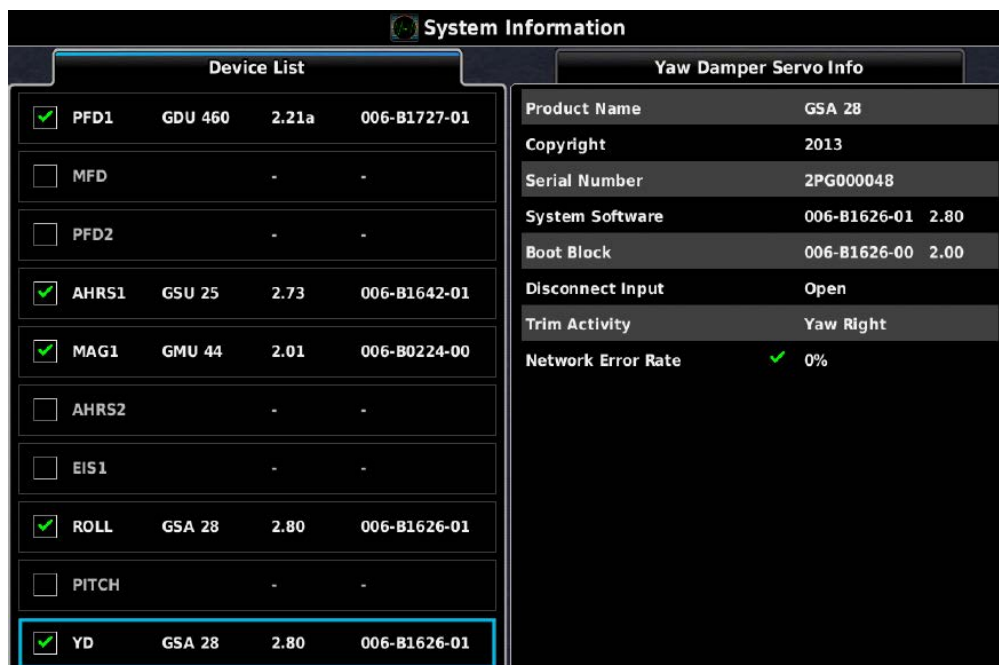 System Information
Device List
PFD1 GDU 460 2.21a 006-B1727-01
MFD - -
PFD2 - -
AHRS1 GSU 25 2.73 006-B1642-01
MAG1 GMU 44 2.01 006-B0224-00
AHRS2 - -
EIS1 - -
ROLL GSA 28 2.80 006-B1626-01
PITCH - -
YD GSA 28 2.80 006-B1626-01
Yaw Damper Servo Info
Product Name GSA 28
Copyright 2013
Serial Number 2PG000048
System Software 006-B1626-01 2.80
Boot Block 006-B1626-00 2.00
Disconnect Input Open
Trim Activity Yaw Right
Network Error Rate 0%